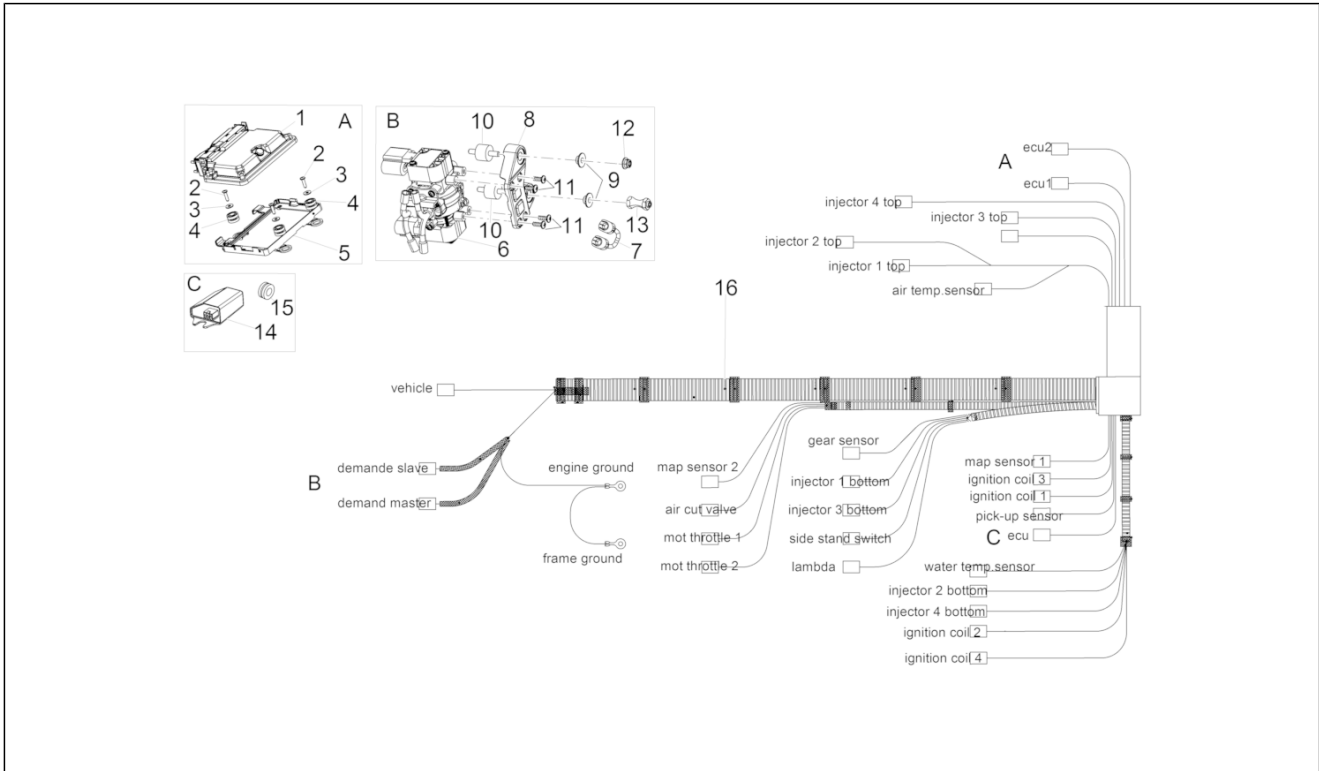 1 A
2
2 3
3 4
4
5
B 10 8 12
9
11
10 11 13
6 7
C
15
14
A
ecu2
ecu1
injector 4 top
injector 3 top
injector 2 top
injector 1 top
air temp.sensor
16
vehicle
B
demande slave
demand master
engine ground
frame ground
map sensor 2
air cut valve
mot throttle 1
mot throttle 2
gear sensor
injector 1 bottom
injector 3 bottom
side stand switch
lambda
map sensor 1
ignition coil 3
ignition coil 1
pick-up sensor
C ecu
water temp.sensor
injector 2 bottom
injector 4 bottom
ignition coil 2
ignition coil 4